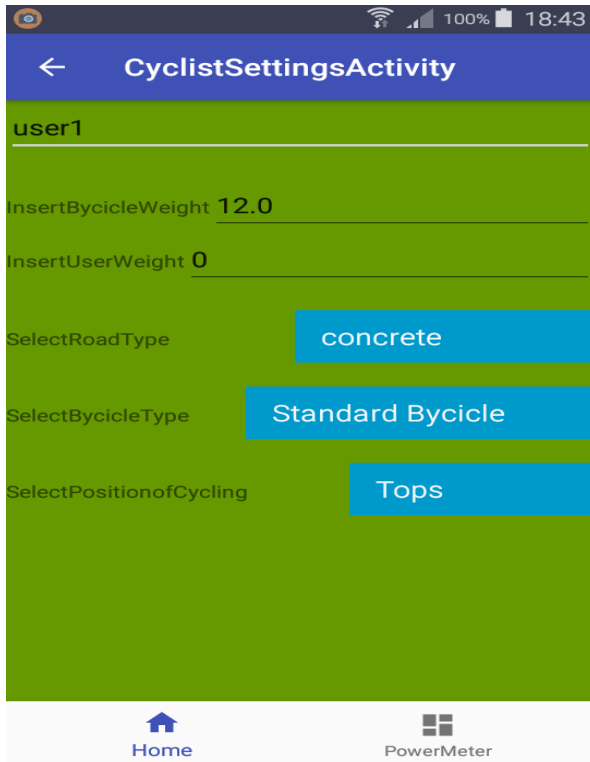 100% 18:43
CyclistSettingsActivity
user1
InsertBycicleWeight 12.0
InsertUserWeight 0
SelectRoadType concrete
SelectBycicleType Standard Bycicle
SelectPositionofCycling Tops
Home PowerMeter